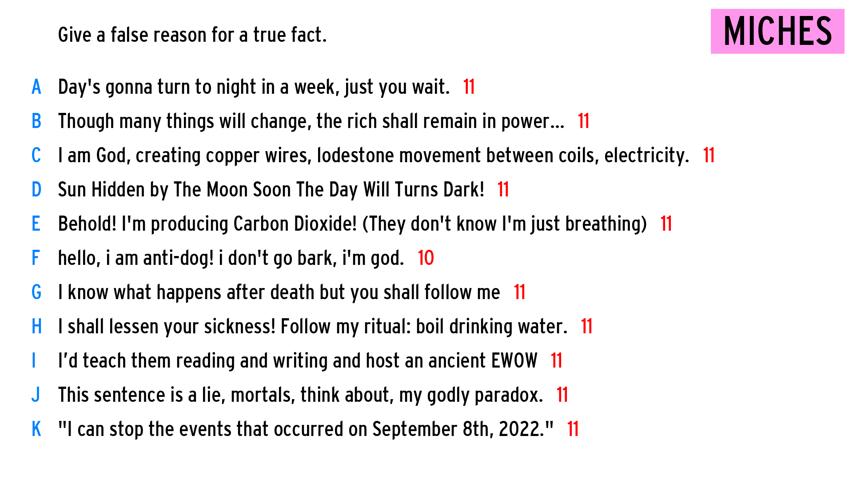 Give a false reason for a true fact.
MICHES
A Day's gonna turn to night in a week, just you wait. 11
B Though many things will change, the rich shall remain in power... 11
C I am God, creating copper wires, lodestone movement between coils, electricity. 11
D Sun Hidden by The Moon Soon The Day Will Turns Dark! 11
E Behold! I'm producing Carbon Dioxide! (They don't know I'm just breathing) 11
F hello, i am anti-dog! i don't go bark, i'm god. 10
G I know what happens after death but you shall follow me 11
H I shall lessen your sickness! Follow my ritual: boil drinking water. 11
I I’d teach them reading and writing and host an ancient EWOW 11
J This sentence is a lie, mortals, think about, my godly paradox. 11
K "I can stop the events that occurred on September 8th, 2022." 11